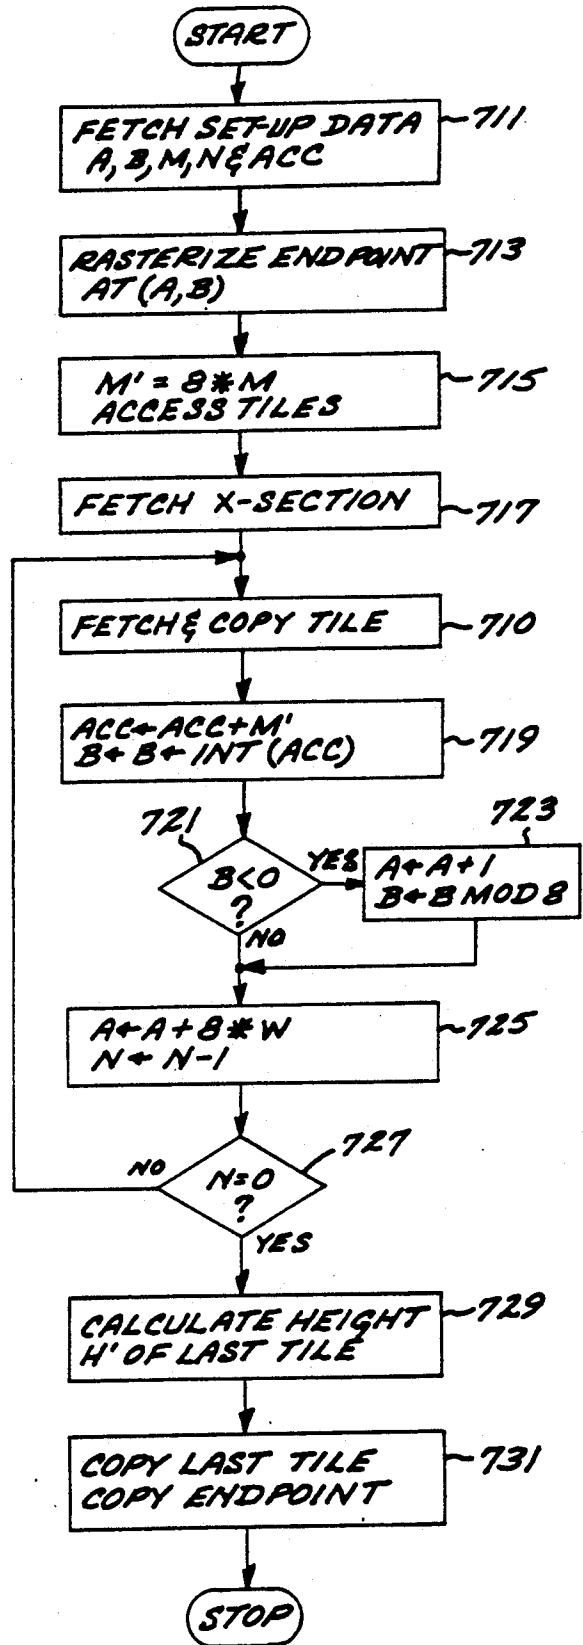 START
FETCH SET-UP DATA
A, B, M, N & ACC
711
RASTERIZE ENDPOINT
AT (A,B)
713
M' = 8*M
ACCESS TILES
715
FETCH X-SECTION
717
FETCH & COPY TILE
710
ACC←ACC+M'
B←B←INT (ACC)
719
721
B<0
?
YES
NO
723
A←A+1
B←B MOD 8
A←A+8*W
N←N-1
725
727
N=0
?
NO
YES
CALCULATE HEIGHT
H' OF LAST TILE
729
COPY LAST TILE
COPY ENDPOINT
731
STOP